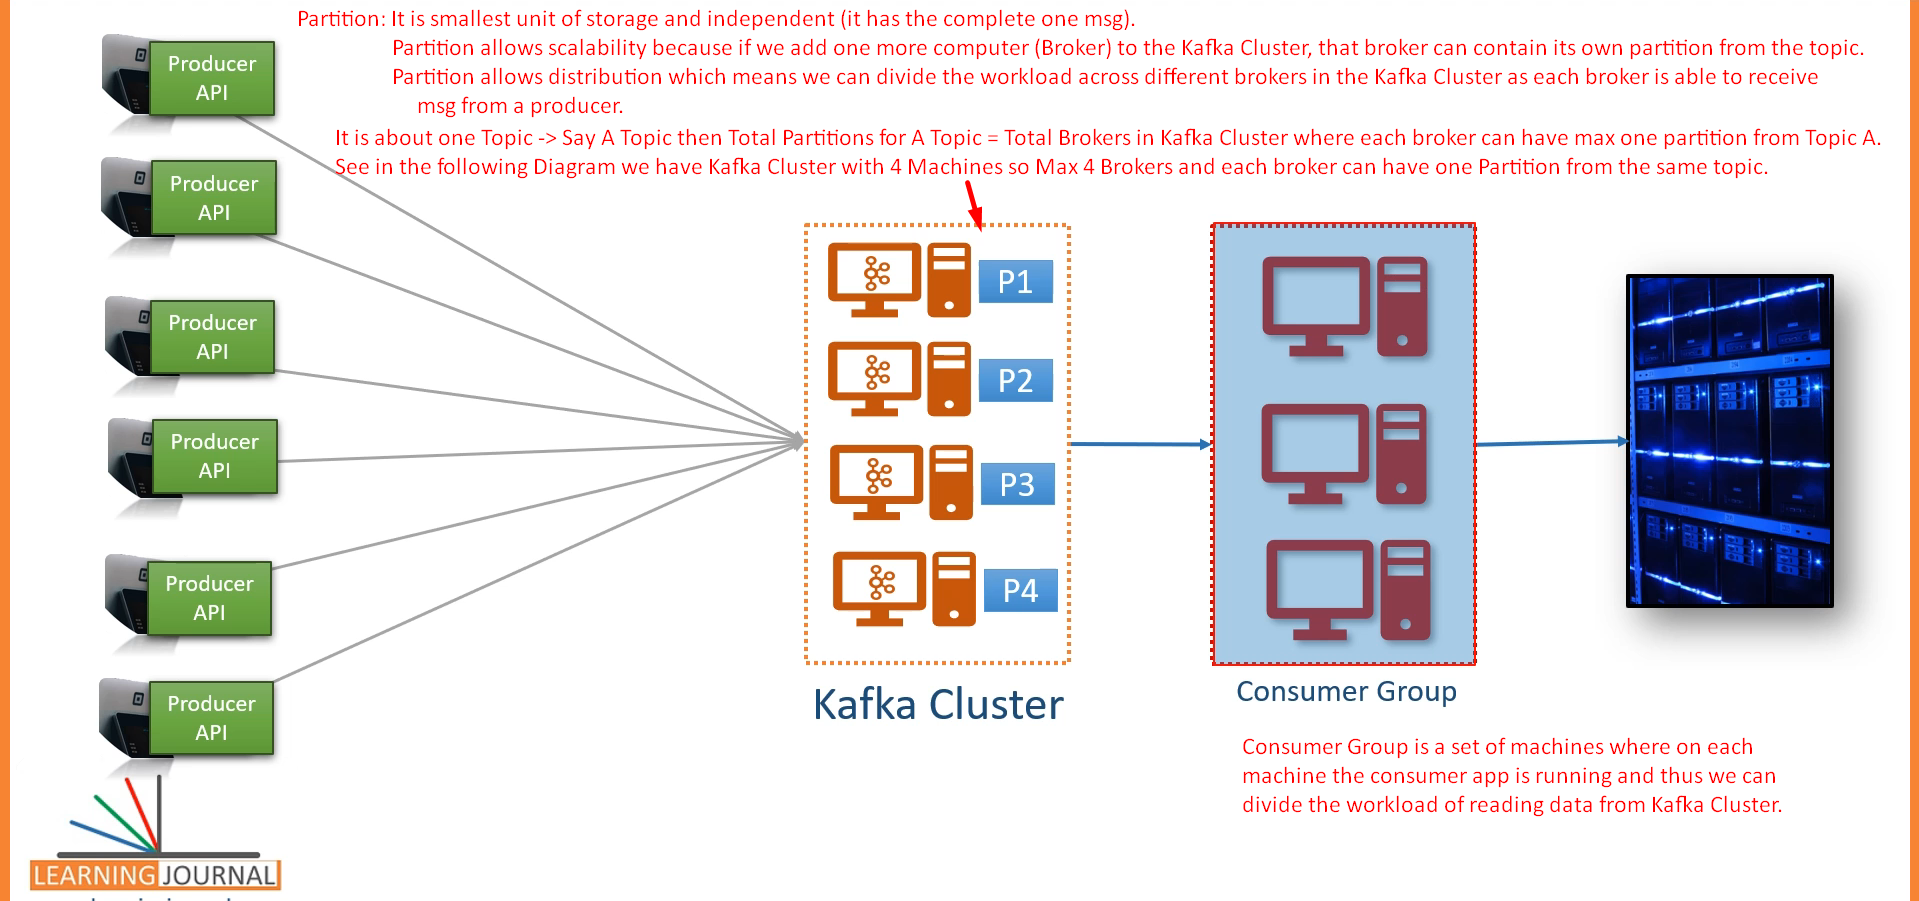 Partition: It is smallest unit of storage and independent (it has the complete one msg).
Partition allows scalability because if we add one more computer (Broker) to the Kafka Cluster, that broker can contain its own partition from the topic.
Partition allows distribution which means we can divide the workload across different brokers in the Kafka Cluster as each broker is able to receive
msg from a producer.
It is about one Topic -> Say A Topic then Total Partitions for A Topic = Total Brokers in Kafka Cluster where each broker can have max one partition from Topic A.
See in the following Diagram we have Kafka Cluster with 4 Machines so Max 4 Brokers and each broker can have one Partition from the same topic.
Producer
API
Producer
API
Producer
API
Producer
API
Producer
API
Producer
API
P1
P2
P3
P4
Kafka Cluster
Consumer Group
Consumer Group is a set of machines where on each
machine the consumer app is running and thus we can
divide the workload of reading data from Kafka Cluster.
LEARNING JOURNAL